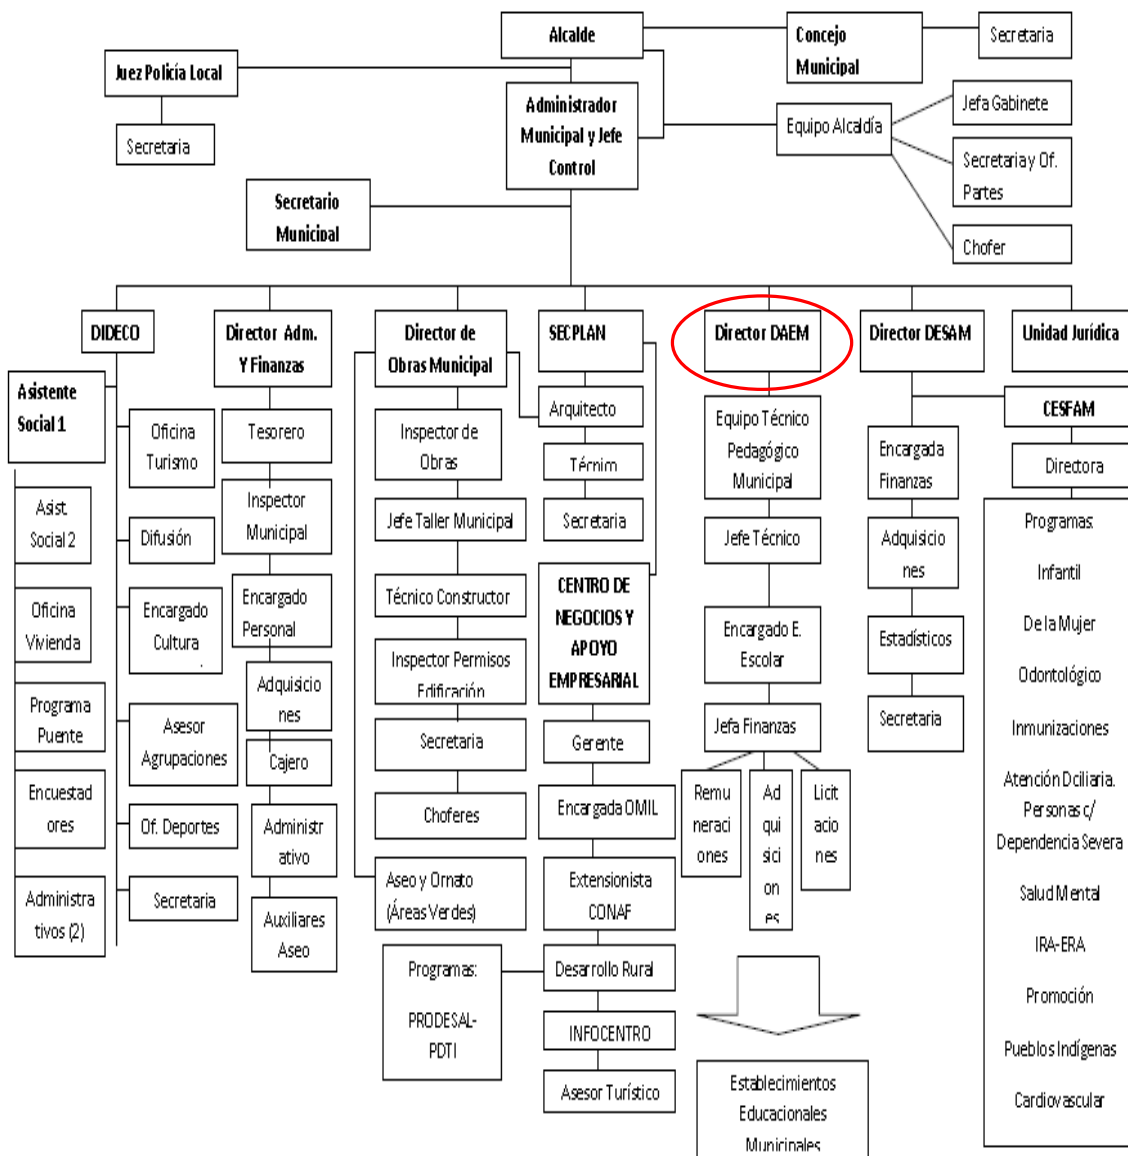 Alcalde
Concejo
Municipal
Secretaria
Juez Policía Local
Secretaria
Administrador
Municipal y Jefe
Control
Equipo Alcaldía
Jefa Gabinete
Secretaria y Of.
Partes
Chofer
Secretario
Municipal
DIDECO
Asistente
Social 1
Asist.
Social 2
Oficina
Vivienda
Programa
Puente
Encuestad
ores
Administra
tivos (2)
Oficina
Turismo
Difusión
Encargado
Cultura
Asesor
Agrupaciones
Of. Deportes
Secretaria
Director Adm.
Y Finanzas
Tesorero
Inspector
Municipal
Encargado
Personal
Adquisicio
nes
Cajero
Administr
ativo
Auxiliares
Aseo
Director de
Obras Municipal
Inspector de
Obras
Jefe Taller Municipal
Técnico Constructor
Inspector Permisos
Edificación
Secretaria
Choferes
Aseo y Ornato
(Áreas Verdes)
SECPLAN
Arquitecto
Técnico
Secretaria
CENTRO DE
NEGOCIOS Y
APOYO
EMPRESARIAL
Gerente
Encargada OMIL
Extensionista
CONAF
Desarrollo Rural
Programas:
PRODESAL-
PDTI
INFOCENTRO
Asesor Turístico
Director DAEM
Equipo Técnico
Pedagógico
Municipal
Jefe Técnico
Encargado E.
Escolar
Jefa Finanzas
Remu
neraci
ones
Ad
qui
sici
on
es
Licit
acio
nes
Establecimientos
Educacionales
Municipales
Director DESAM
Encargada
Finanzas
Adquisicio
nes
Estadísticos
Secretaria
Unidad Jurídica
CESFAM
Directora
Programas:
Infantil
De la Mujer
Odontológico
Inmunizaciones
Atención Dciliaria.
Personas c/
Dependencia Severa
Salud Mental
IRA-ERA
Promoción
Pueblos Indígenas
Cardiovascular